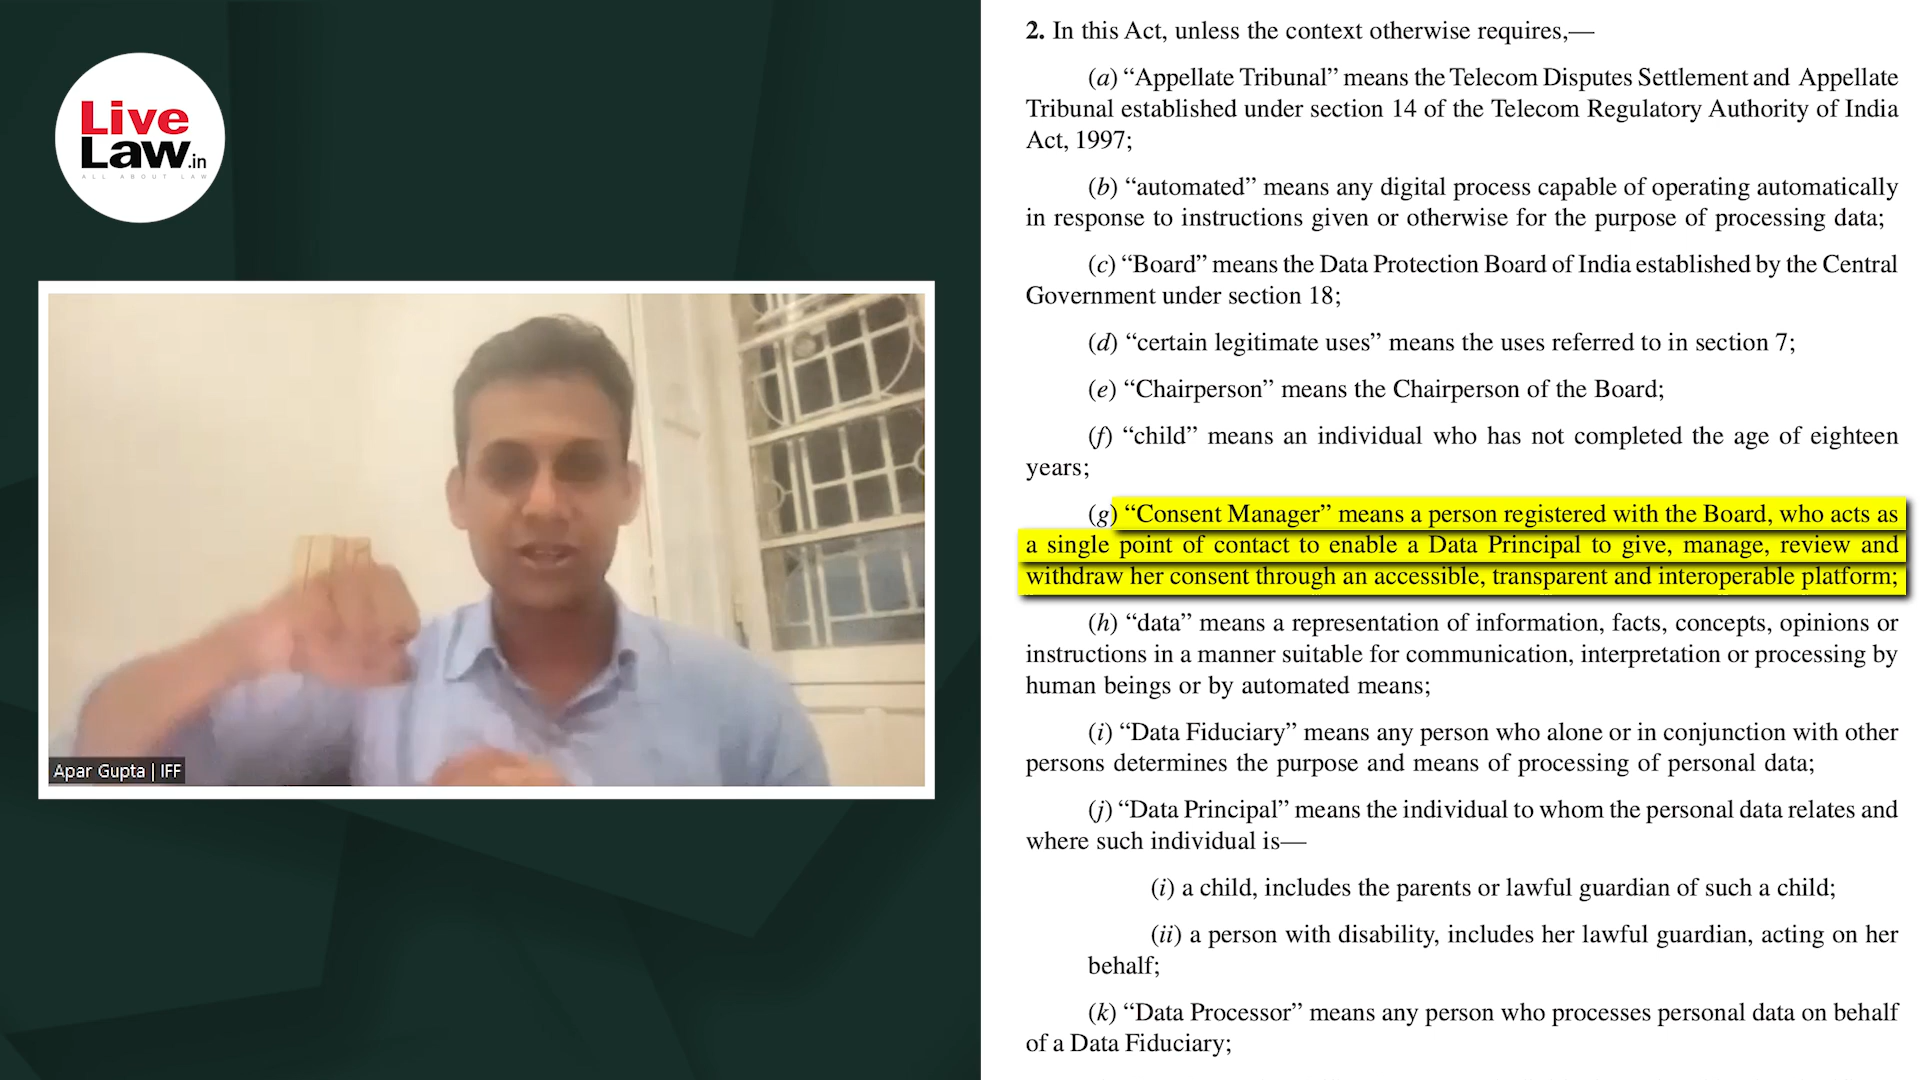 Live
Law.in
ALL ABOUT LAW
Apar Gupta | IFF
2. In this Act, unless the context otherwise requires,—
(a) “Appellate Tribunal” means the Telecom Disputes Settlement and Appellate
Tribunal established under section 14 of the Telecom Regulatory Authority of India
Act, 1997;
(b) “automated” means any digital process capable of operating automatically
in response to instructions given or otherwise for the purpose of processing data;
(c) “Board” means the Data Protection Board of India established by the Central
Government under section 18;
(d) “certain legitimate uses” means the uses referred to in section 7;
(e) “Chairperson” means the Chairperson of the Board;
(f) “child” means an individual who has not completed the age of eighteen
years;
(g) “Consent Manager” means a person registered with the Board, who acts as
a single point of contact to enable a Data Principal to give, manage, review and
withdraw her consent through an accessible, transparent and interoperable platform;
(h) “data” means a representation of information, facts, concepts, opinions or
instructions in a manner suitable for communication, interpretation or processing by
human beings or by automated means;
(i) “Data Fiduciary” means any person who alone or in conjunction with other
persons determines the purpose and means of processing of personal data;
(j) “Data Principal” means the individual to whom the personal data relates and
where such individual is—
(i) a child, includes the parents or lawful guardian of such a child;
(ii) a person with disability, includes her lawful guardian, acting on her
behalf;
(k) “Data Processor” means any person who processes personal data on behalf
of a Data Fiduciary;